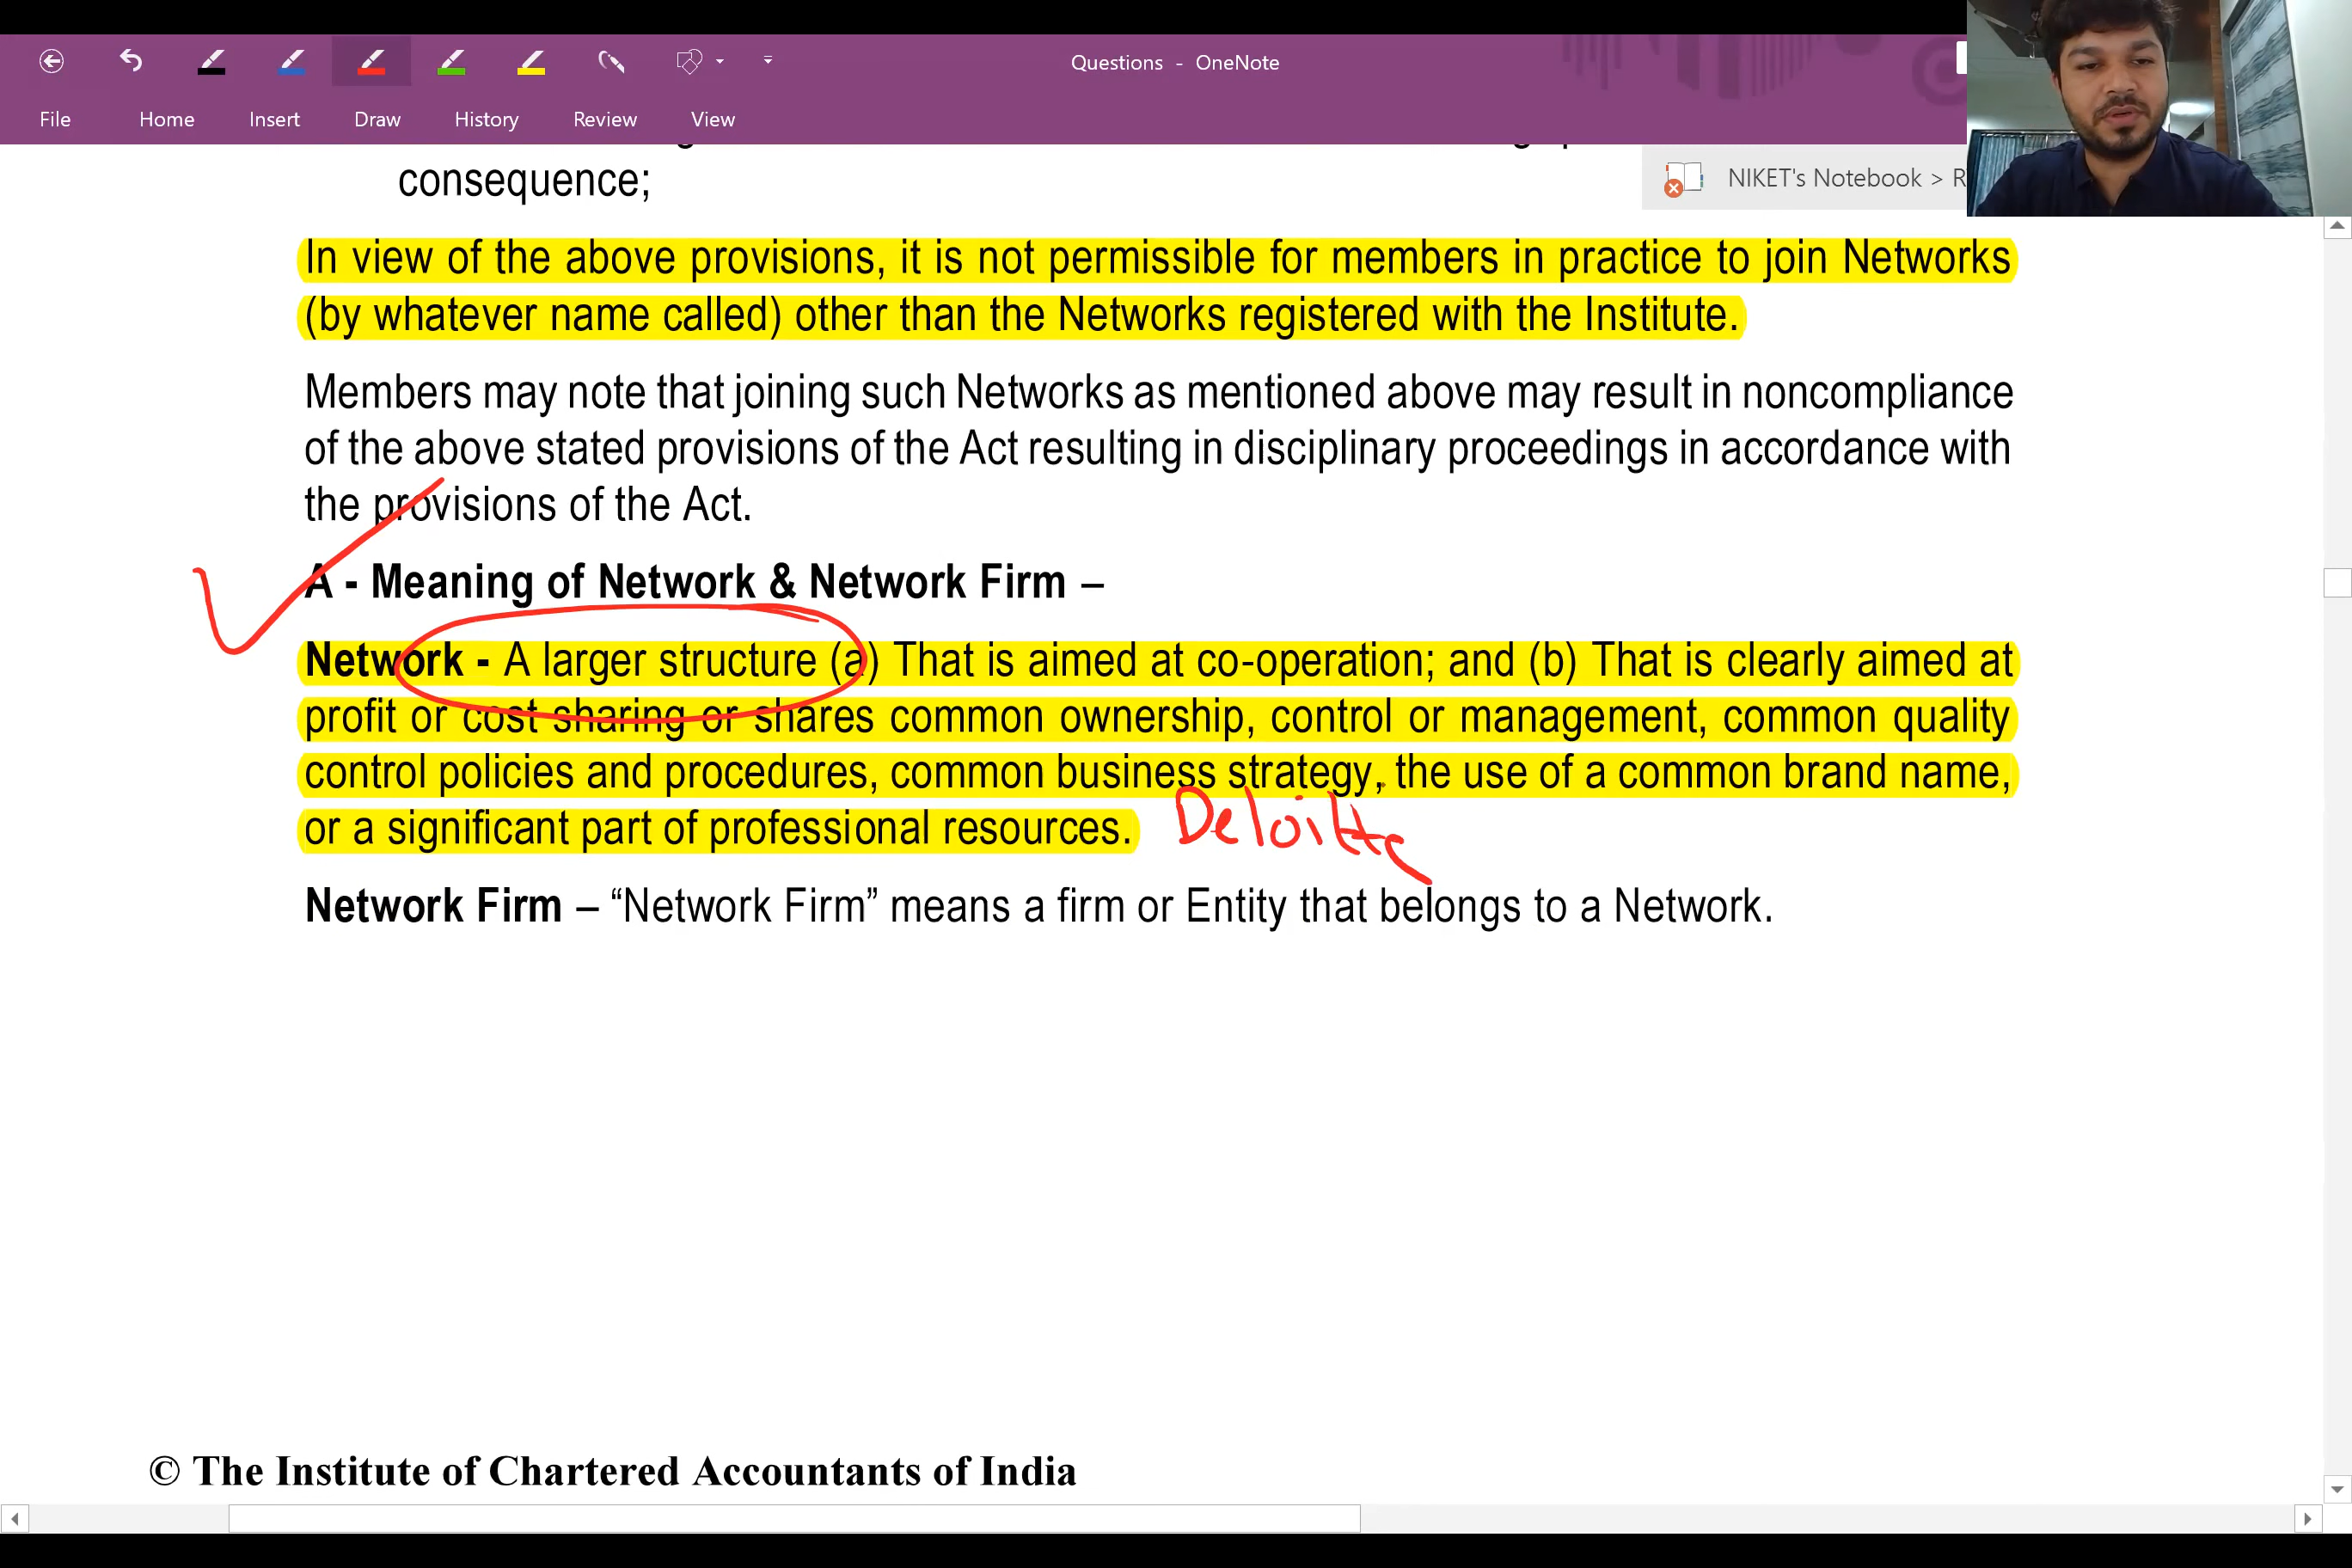 Questions - OneNote
File Home Insert Draw History Review View
NIKET's Notebook >
consequence;
In view of the above provisions, it is not permissible for members in practice to join Networks
(by whatever name called) other than the Networks registered with the Institute.
Members may note that joining such Networks as mentioned above may result in noncompliance
of the above stated provisions of the Act resulting in disciplinary proceedings in accordance with
the provisions of the Act.
A - Meaning of Network & Network Firm –
Network - A larger structure (a) That is aimed at co-operation; and (b) That is clearly aimed at
profit or cost sharing or shares common ownership, control or management, common quality
control policies and procedures, common business strategy, the use of a common brand name,
or a significant part of professional resources. Deloitte
Network Firm – “Network Firm” means a firm or Entity that belongs to a Network.
© The Institute of Chartered Accountants of India